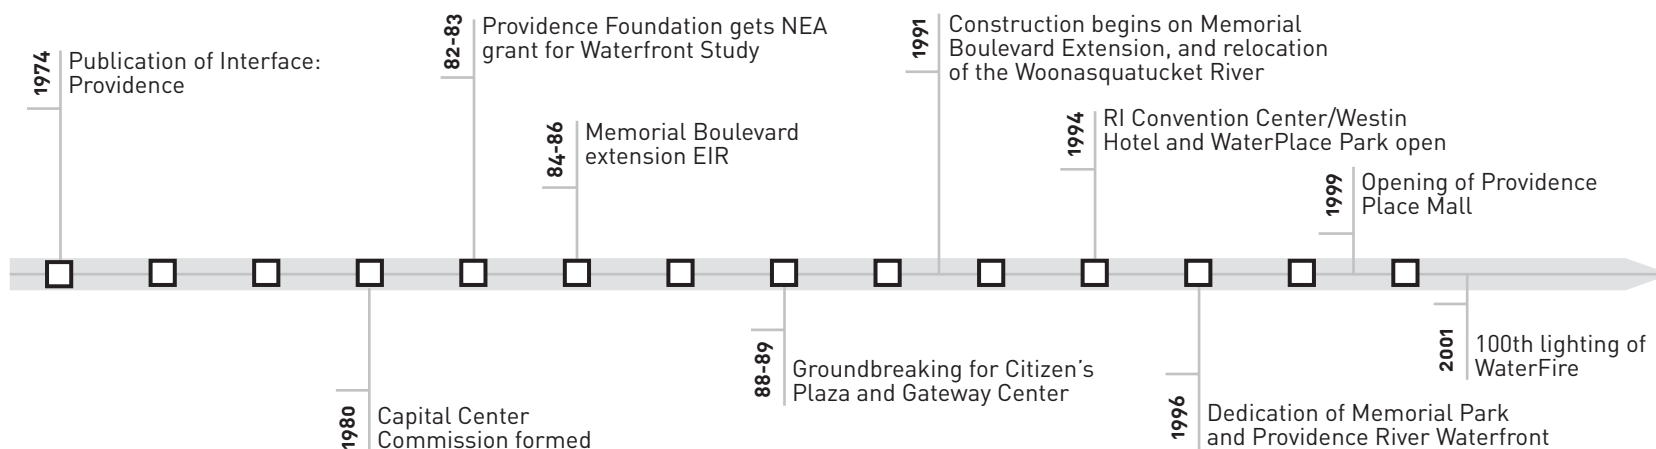 1974
Publication of Interface:
Providence
82-83
Providence Foundation gets NEA
grant for Waterfront Study
84-86
Memorial Boulevard
extension EIR
1991
Construction begins on Memorial
Boulevard Extension, and relocation
of the Woonasquatucket River
1994
RI Convention Center/Westin
Hotel and WaterPlace Park open
1999
Opening of Providence
Place Mall
1980
Capital Center
Commission formed
88-89
Groundbreaking for Citizen’s
Plaza and Gateway Center
1996
Dedication of Memorial Park
and Providence River Waterfront
2001
100th lighting of
WaterFire